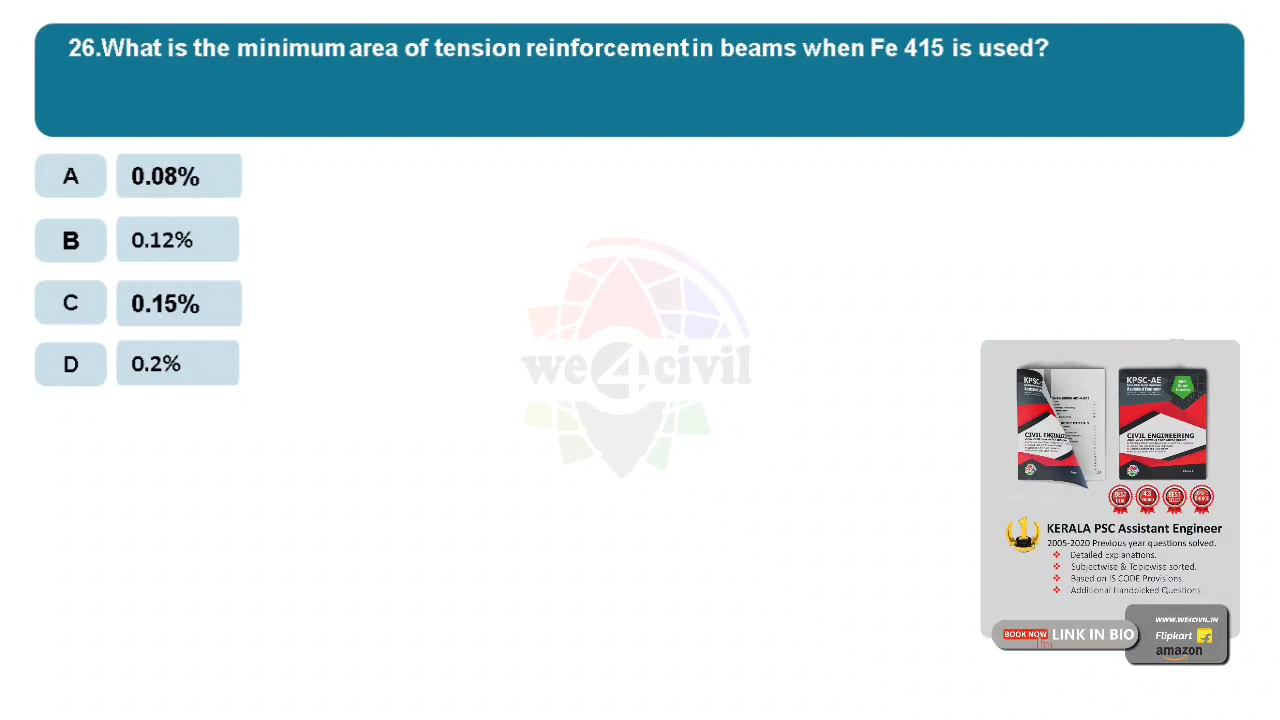 26.What is the minimum area of tension reinforcement in beams when Fe 415 is used?
A 0.08%
B 0.12%
C 0.15%
D 0.2%
we4civil
KPSC-AE
Assistant Engineer
CIVIL ENGINEERING
KERALA PSC Assistant Engineer
2005-2020 Previous year questions solved.
Detailed Explanations.
Subjectwise & Topicwise sorted.
Based on IS CODE Provisions.
Additional Handpicked Questions
BOOK NOW LINK IN BIO
WWW.WE4CIVIL.IN
Flipkart
amazon